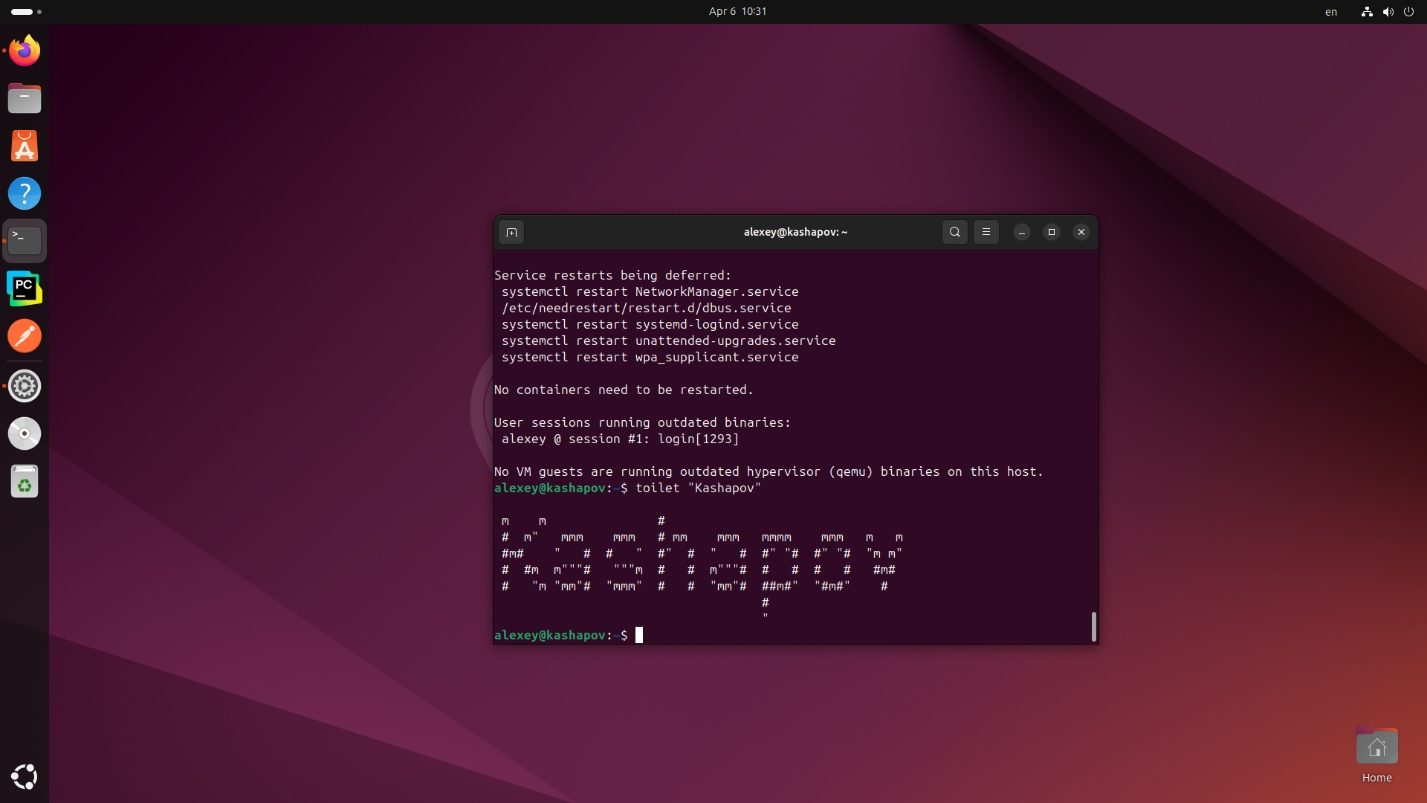 Apr 6 10:31
en
alexey@kashapov: ~
Service restarts being deferred:
systemctl restart NetworkManager.service
/etc/needrestart/restart.d/dbus.service
systemctl restart systemd-logind.service
systemctl restart unattended-upgrades.service
systemctl restart wpa_supplicant.service
No containers need to be restarted.
User sessions running outdated binaries:
alexey @ session #1: login[1293]
No VM guests are running outdated hypervisor (qemu) binaries on this host.
alexey@kashapov:~$ toilet "Kashapov"
Kashapov
alexey@kashapov:~$
PC
Home